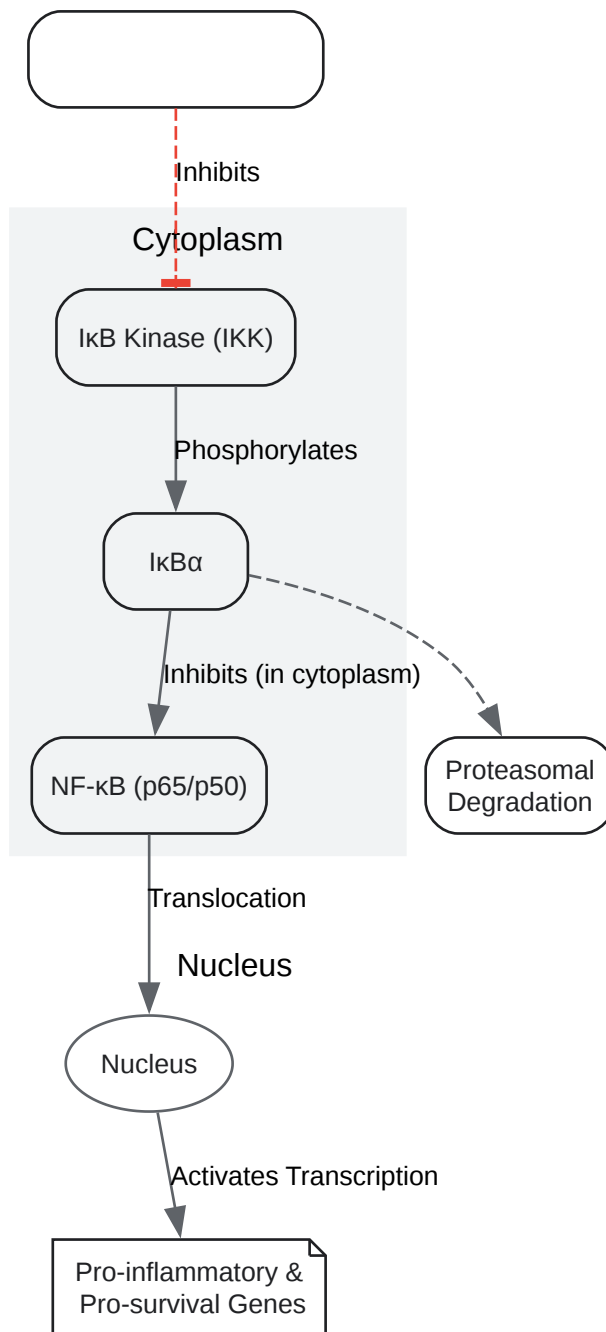 Inhibits
Cytoplasm
IκB Kinase (IKK)
Phosphorylates
IκBα
Inhibits (in cytoplasm)
NF-κB (p65/p50)
Proteasomal
Degradation
Translocation
Nucleus
Nucleus
Activates Transcription
Pro-inflammatory &
Pro-survival Genes